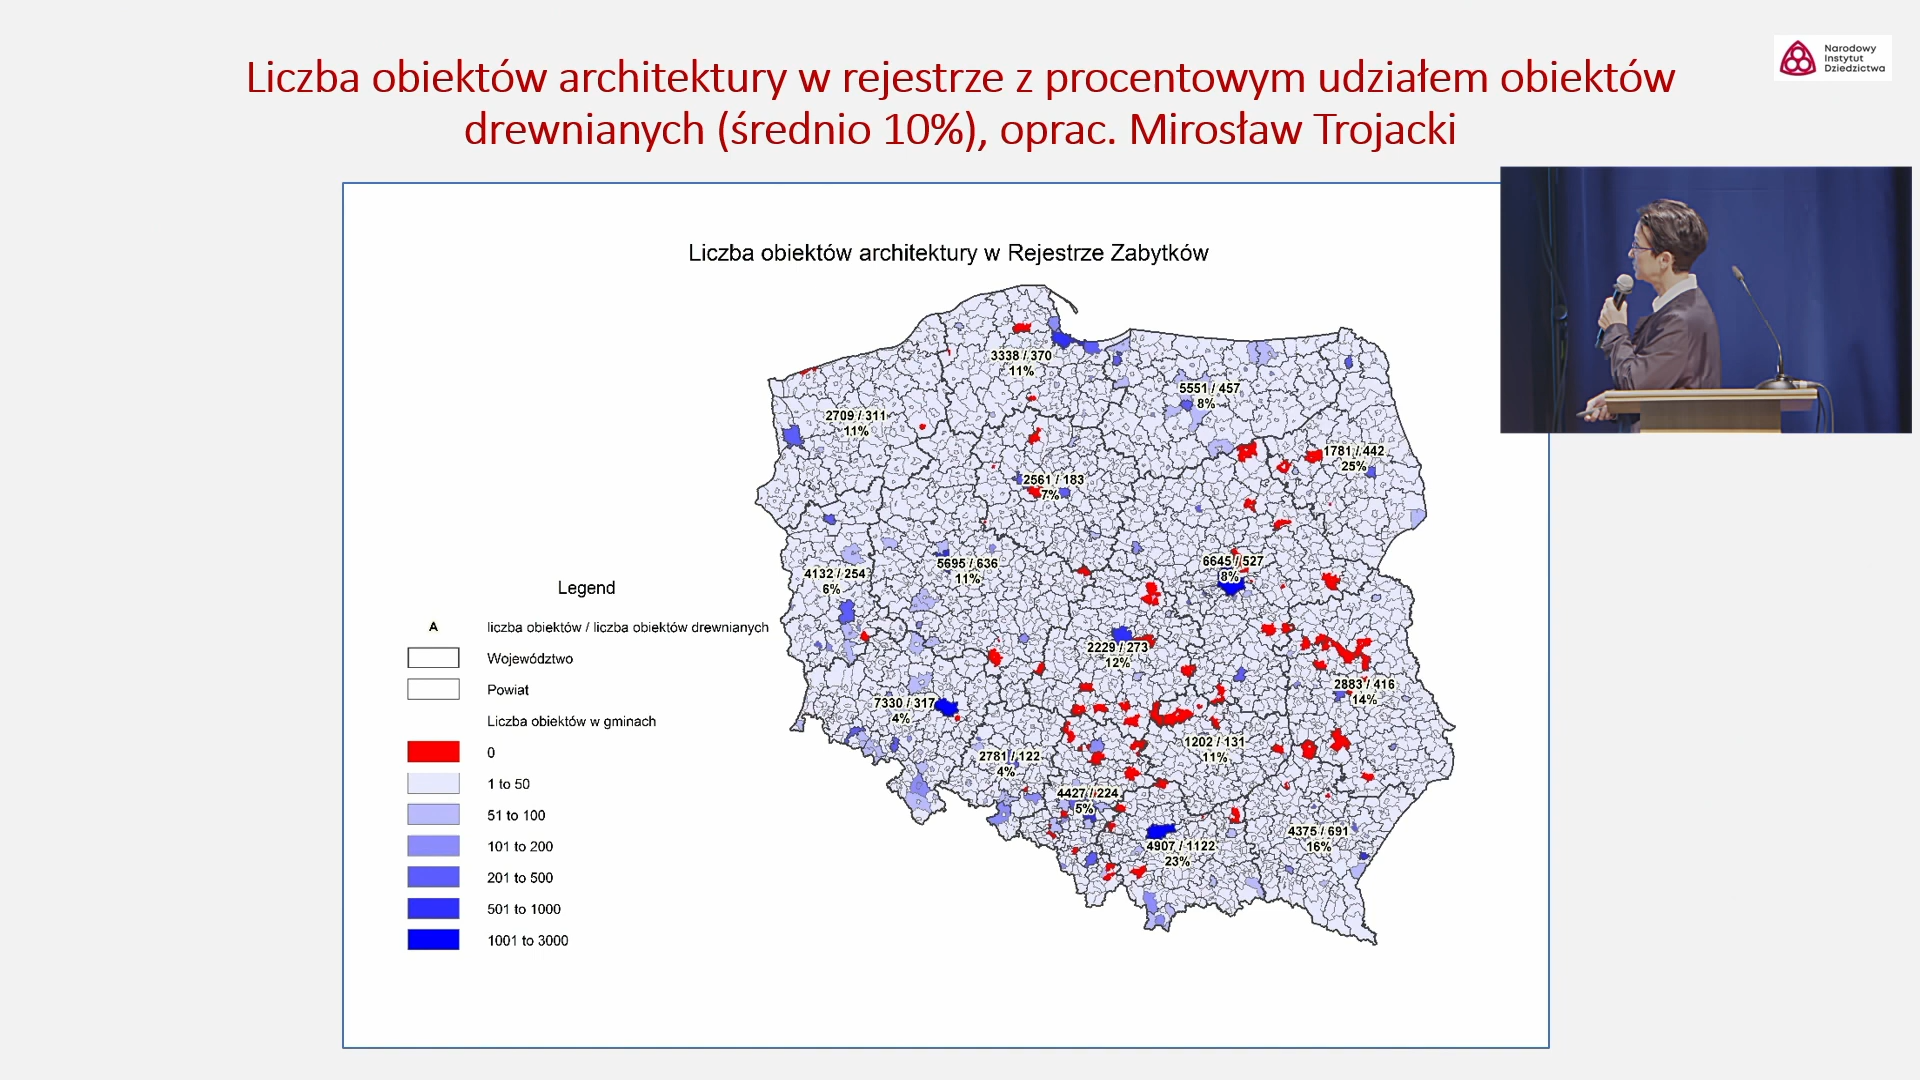 Liczba obiektów architektury w rejestrze z procentowym udziałem obiektów
drewnianych (średnio 10%), oprac. Mirosław Trojacki
Narodowy
Instytut
Dziedzictwa
Liczba obiektów architektury w Rejestrze Zabytków
3338 / 370
11%
5551 / 457
8%
2709 / 311
11%
1781 / 442
25%
2561 / 183
7%
6645 / 527
8%
5695 / 636
11%
4132 / 254
6%
2229 / 273
12%
2883 / 416
14%
7330 / 317
4%
1202 / 131
11%
2781 / 122
4%
4427 / 224
5%
4375 / 691
16%
4907 / 1122
23%
Legend
A liczba obiektów / liczba obiektów drewnianych
Województwo
Powiat
Liczba obiektów w gminach
0
1 to 50
51 to 100
101 to 200
201 to 500
501 to 1000
1001 to 3000